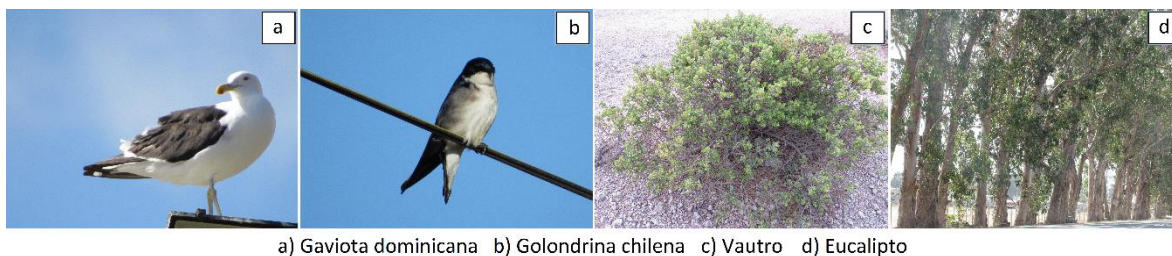 a b c d
a) Gaviota dominicana b) Golondrina chilena c) Vautro d) Eucalipto